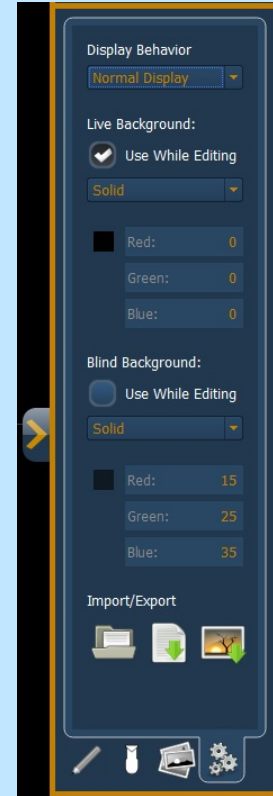 Display Behavior
Normal Display
Live Background:
Use While Editing
Solid
Red: 0
Green: 0
Blue: 0
Blind Background:
Use While Editing
Solid
Red: 15
Green: 25
Blue: 35
Import/Export